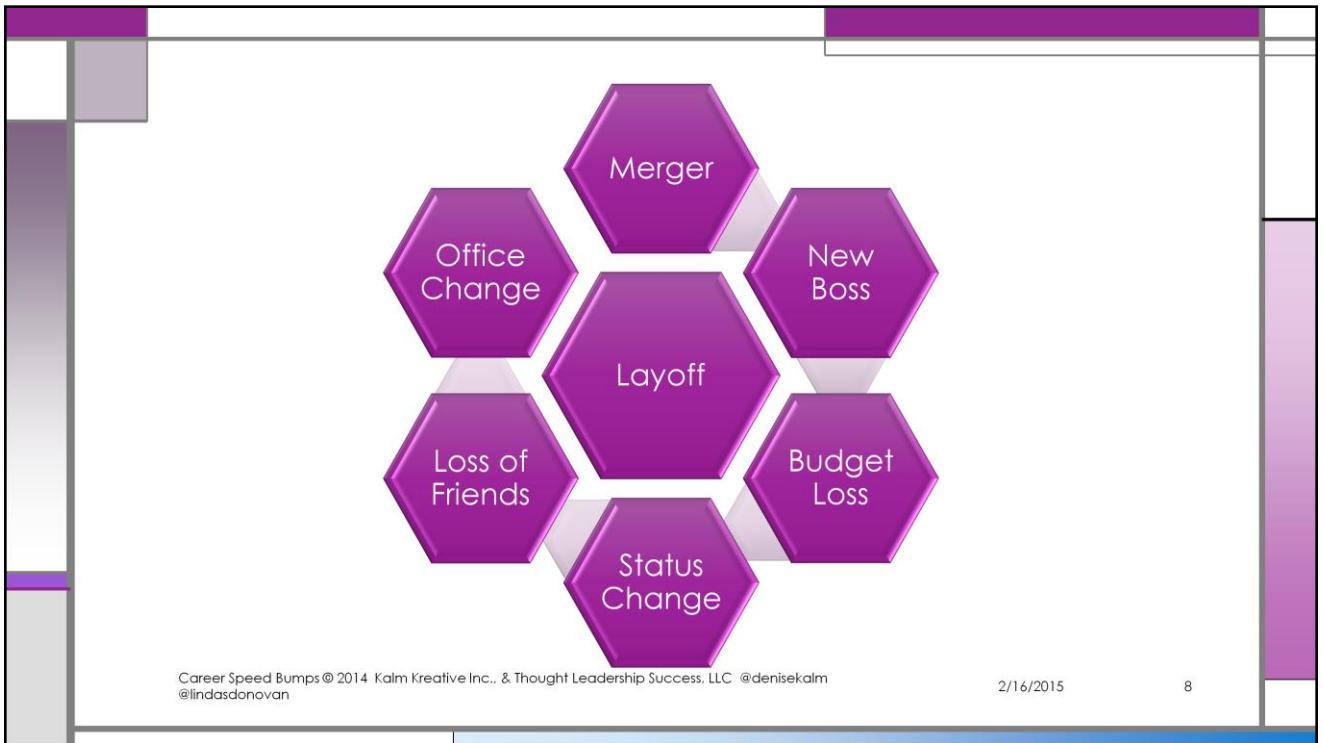 Merger
New
Boss
Budget
Loss
Status
Change
Loss of
Friends
Office
Change
Layoff
Career Speed Bumps © 2014 Kalm Kreative Inc., & Thought Leadership Success, LLC @denisekalm
@lindasdonovan
2/16/2015
8